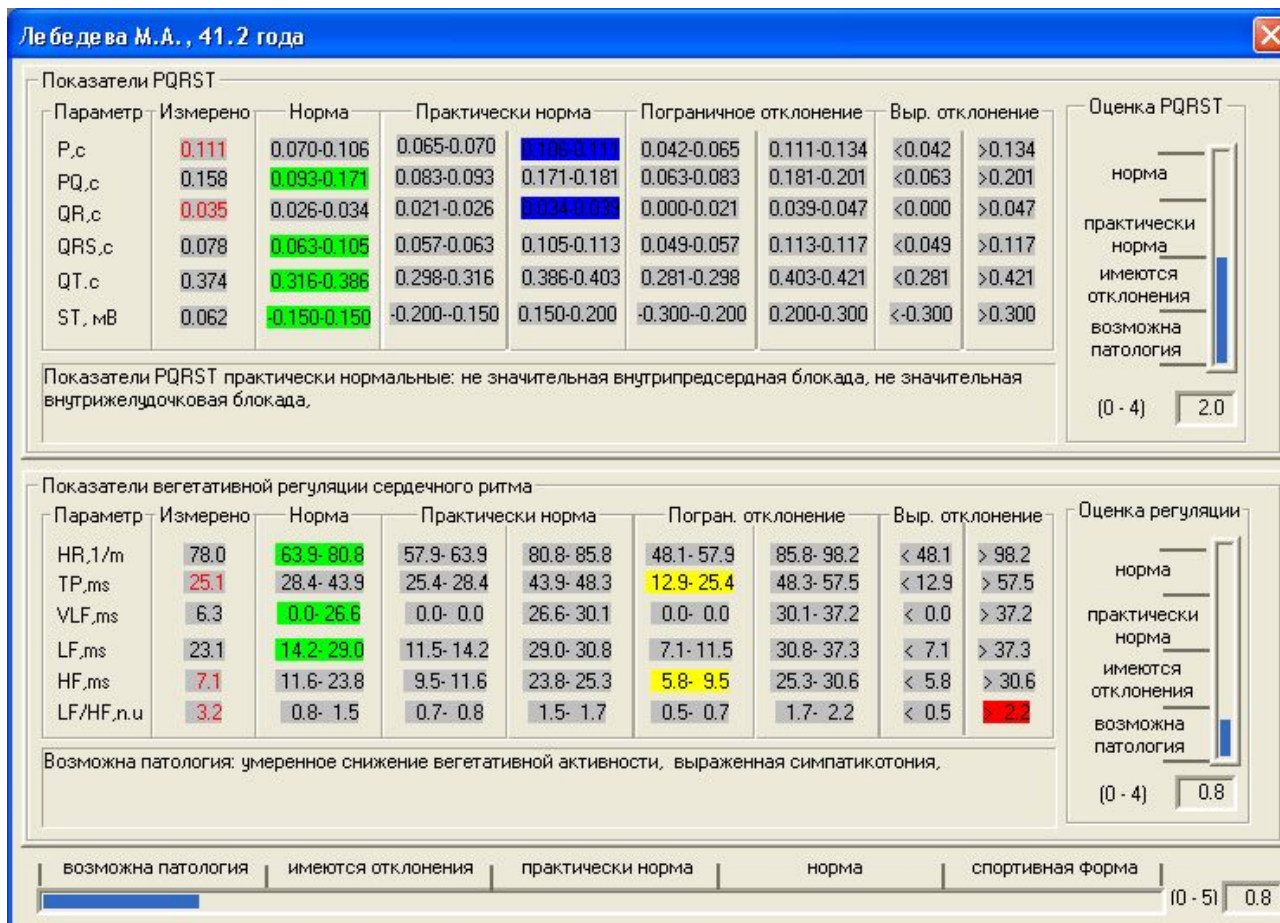 Лебедева М.А., 41.2 года
Показатели PQRST
Параметр Измерено Норма Практически норма Пограничное отклонение Выр. отклонение
P,с 0.111 0.070-0.106 0.065-0.070 0.106-0.111 0.042-0.065 0.111-0.134 <0.042 >0.134
PQ,с 0.158 0.093-0.171 0.083-0.093 0.171-0.181 0.063-0.083 0.181-0.201 <0.063 >0.201
QR,с 0.035 0.026-0.034 0.021-0.026 0.034-0.039 0.000-0.021 0.039-0.047 <0.000 >0.047
QRS,с 0.078 0.063-0.105 0.057-0.063 0.105-0.113 0.049-0.057 0.113-0.117 <0.049 >0.117
QT.с 0.374 0.316-0.386 0.298-0.316 0.386-0.403 0.281-0.298 0.403-0.421 <0.281 >0.421
ST, мВ 0.062 -0.150-0.150 -0.200--0.150 0.150-0.200 -0.300--0.200 0.200-0.300 <-0.300 >0.300
Показатели PQRST практически нормальные: не значительная внутрипредсердная блокада, не значительная
внутрижелудочковая блокада,
Оценка PQRST
норма
практически
норма
имеются
отклонения
возможна
патология
(0 - 4) 2.0
Показатели вегетативной регуляции сердечного ритма
Параметр Измерено Норма Практически норма Погран. отклонение Выр. отклонение
HR,1/m 78.0 63.9- 80.8 57.9- 63.9 80.8- 85.8 48.1- 57.9 85.8- 98.2 < 48.1 > 98.2
TP,ms 25.1 28.4- 43.9 25.4- 28.4 43.9- 48.3 12.9- 25.4 48.3- 57.5 < 12.9 > 57.5
VLF,ms 6.3 0.0- 26.6 0.0- 0.0 26.6- 30.1 0.0- 0.0 30.1- 37.2 < 0.0 > 37.2
LF,ms 23.1 14.2- 29.0 11.5- 14.2 29.0- 30.8 7.1- 11.5 30.8- 37.3 < 7.1 > 37.3
HF,ms 7.1 11.6- 23.8 9.5- 11.6 23.8- 25.3 5.8- 9.5 25.3- 30.6 < 5.8 > 30.6
LF/HF,n.u 3.2 0.8- 1.5 0.7- 0.8 1.5- 1.7 0.5- 0.7 1.7- 2.2 < 0.5 > 2.2
Возможна патология: умеренное снижение вегетативной активности, выраженная симпатикотония,
Оценка регуляции
норма
практически
норма
имеются
отклонения
возможна
патология
(0 - 4) 0.8
возможна патология имеются отклонения практически норма норма спортивная форма
(0 - 5) 0.8